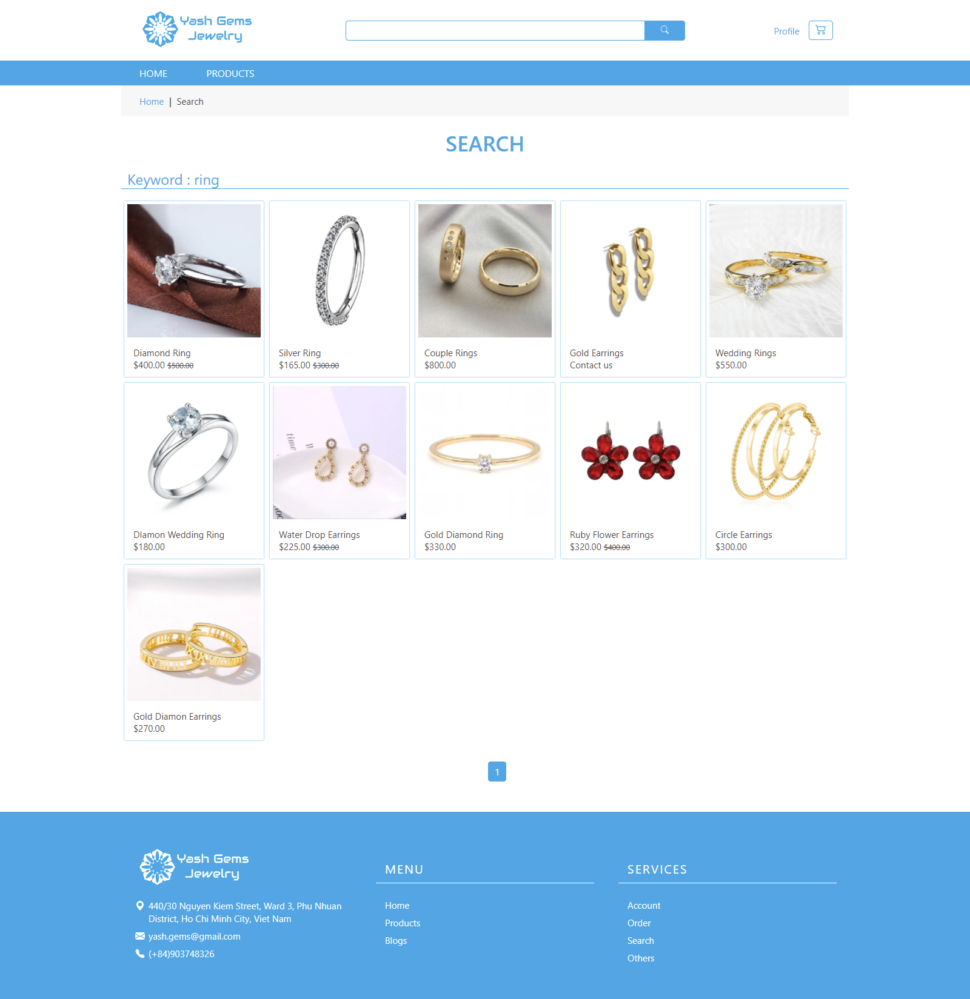 Yash Gems
Jewelry
Profile
HOME PRODUCTS
Home | Search
SEARCH
Keyword : ring
Diamond Ring
$400.00 $500.00
Silver Ring
$165.00 $300.00
Couple Rings
$800.00
Gold Earrings
Contact us
Wedding Rings
$550.00
DIamon Wedding Ring
$180.00
time
Water Drop Earrings
$225.00 $300.00
Gold Diamond Ring
$330.00
Ruby Flower Earrings
$320.00 $400.00
Circle Earrings
$300.00
Gold Diamon Earrings
$270.00
1
Yash Gems
Jewelry
440/30 Nguyen Kiem Street, Ward 3, Phu Nhuan
District, Ho Chi Minh City, Viet Nam
yash.gems@gmail.com
(+84)903748326
MENU
Home
Products
Blogs
SERVICES
Account
Order
Search
Others